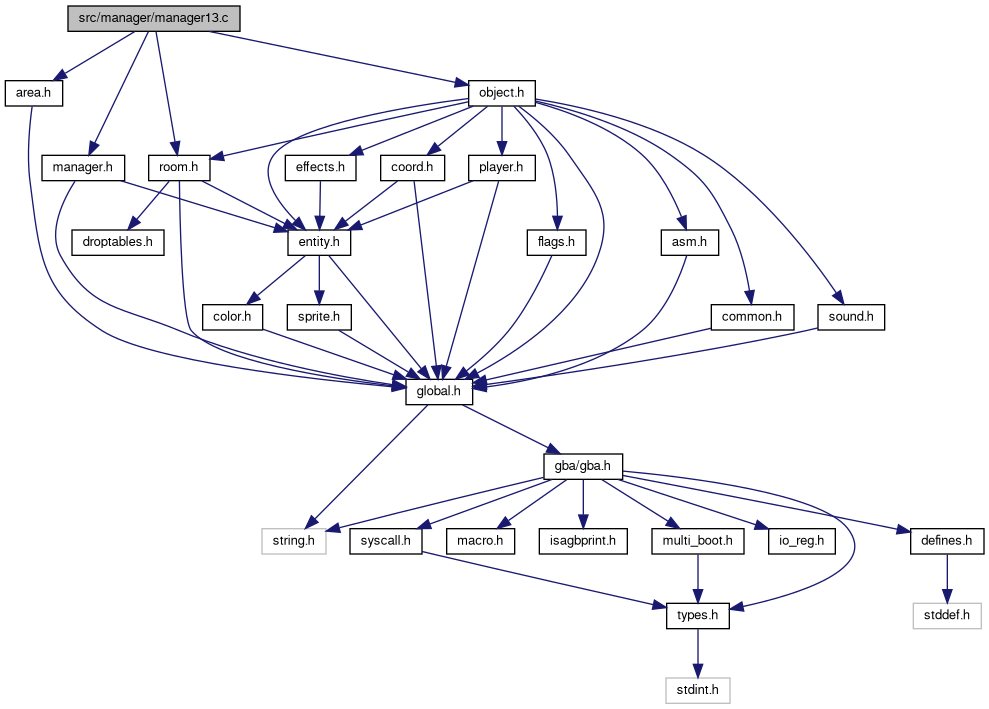 src/manager/manager13.c
area.h
object.h
manager.h
room.h
effects.h
coord.h
player.h
droptables.h
entity.h
flags.h
asm.h
color.h
sprite.h
common.h
sound.h
global.h
gba/gba.h
string.h
syscall.h
macro.h
isagbprint.h
multi_boot.h
io_reg.h
defines.h
types.h
stddef.h
stdint.h